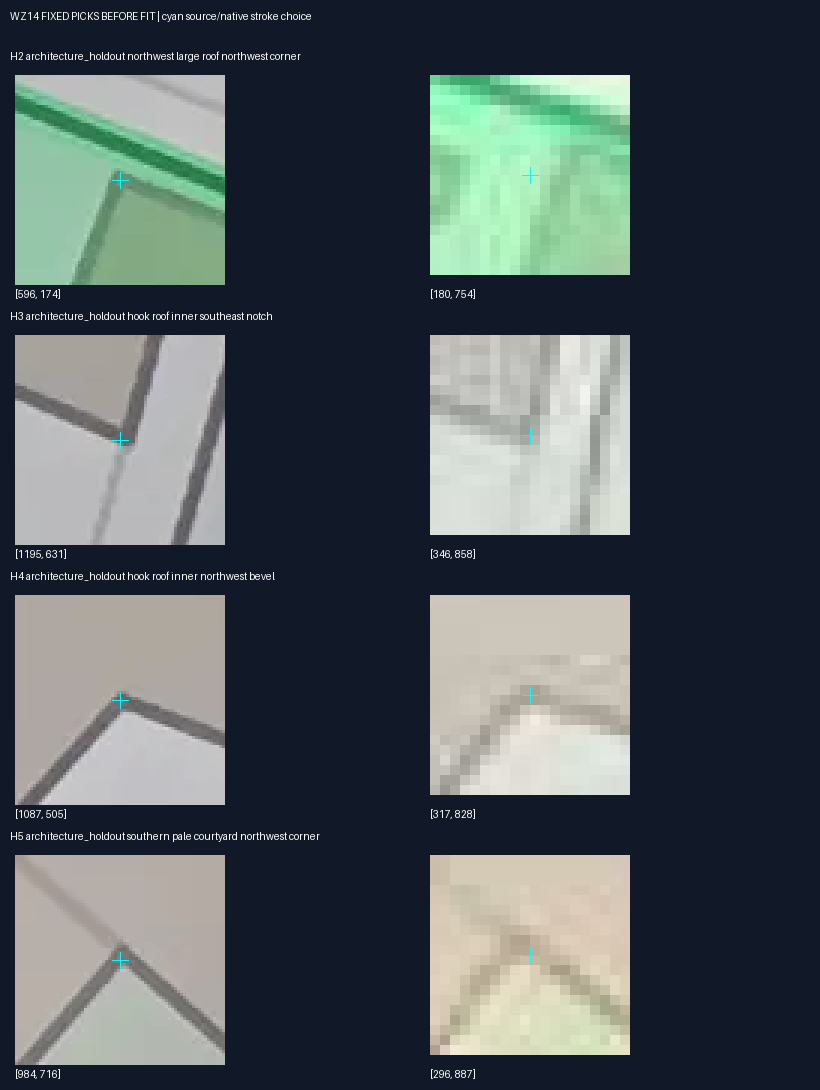 WZ14 FIXED PICKS BEFORE FIT | cyan source/native stroke choice
H2 architecture_holdout northwest large roof northwest corner
[596, 174] [180, 754]
H3 architecture_holdout hook roof inner southeast notch
[1195, 631] [346, 858]
H4 architecture_holdout hook roof inner northwest bevel
[1087, 505] [317, 828]
H5 architecture_holdout southern pale courtyard northwest corner
[984, 716] [296, 887]